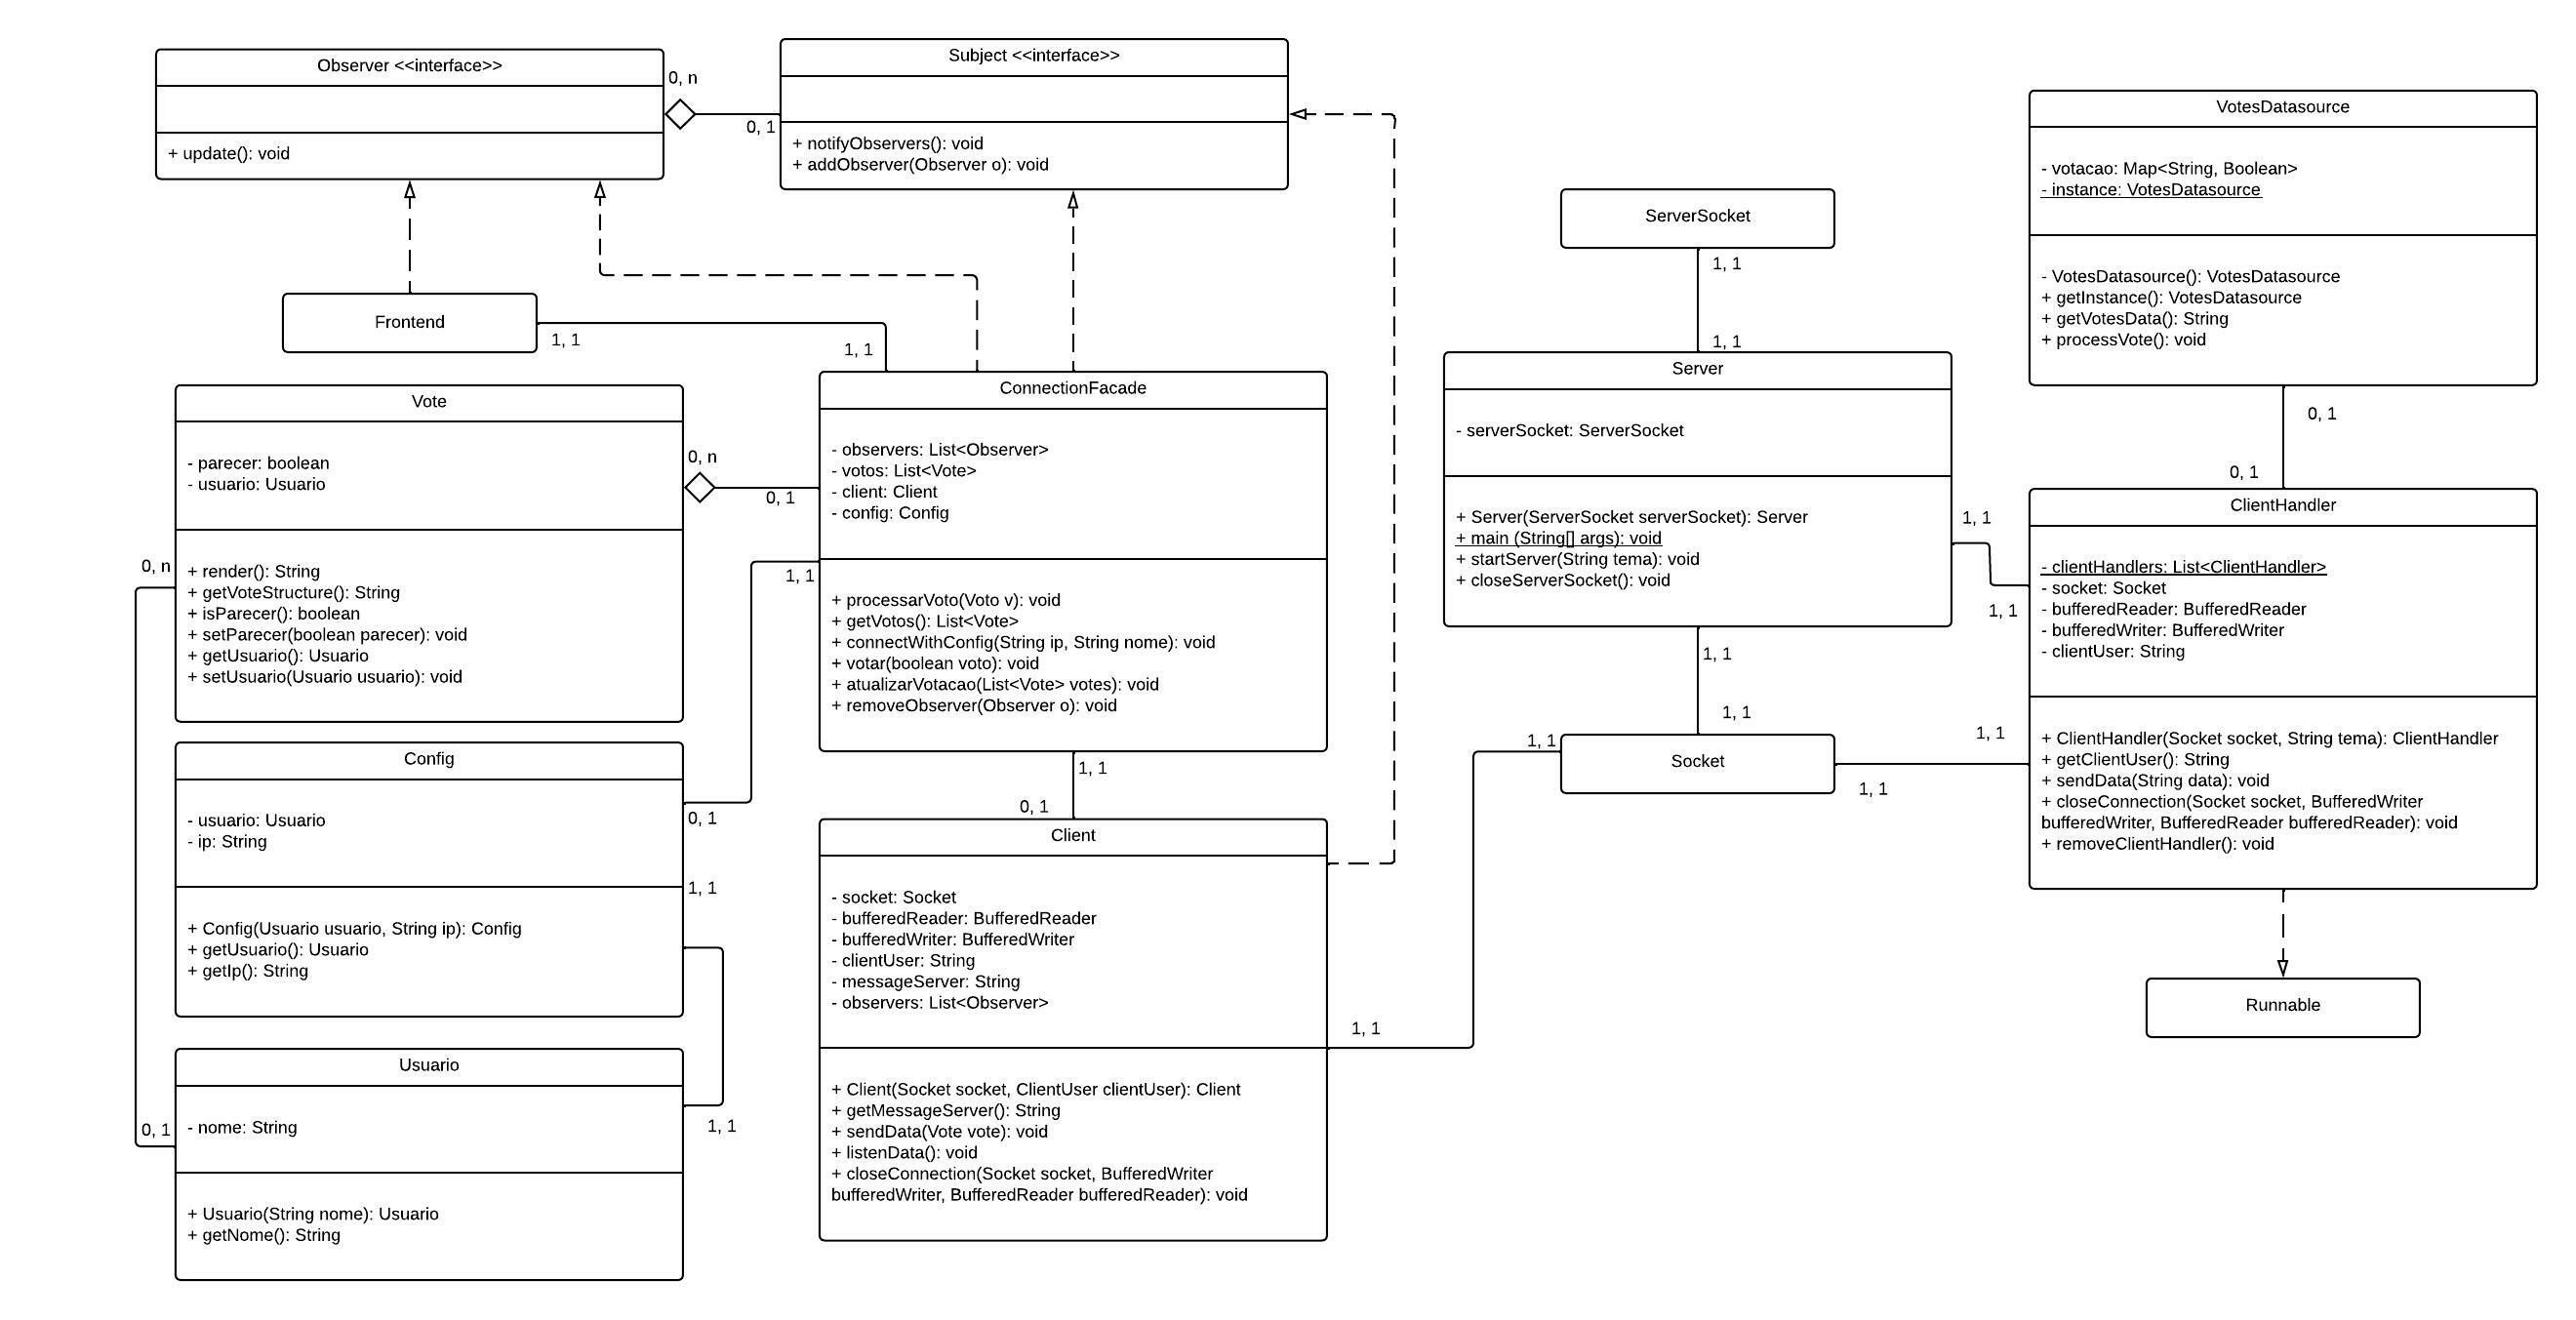 Observer <<interface>>
+ update(): void
0, n
0, 1
Subject <<interface>>
+ notifyObservers(): void
+ addObserver(Observer o): void
Frontend
1, 1
1, 1
Vote
- parecer: boolean
- usuario: Usuario
+ render(): String
+ getVoteStructure(): String
+ isParecer(): boolean
+ setParecer(boolean parecer): void
+ getUsuario(): Usuario
+ setUsuario(Usuario usuario): void
0, n
0, 1
0, n
0, 1
ConnectionFacade
- observers: List<Observer>
- votos: List<Vote>
- client: Client
- config: Config
+ processarVoto(Voto v): void
+ getVotos(): List<Vote>
+ connectWithConfig(String ip, String nome): void
+ votar(boolean voto): void
+ atualizarVotacao(List<Vote> votes): void
+ removeObserver(Observer o): void
1, 1
0, 1
Config
- usuario: Usuario
- ip: String
+ Config(Usuario usuario, String ip): Config
+ getUsuario(): Usuario
+ getIp(): String
1, 1
1, 1
Usuario
- nome: String
+ Usuario(String nome): Usuario
+ getNome(): String
1, 1
0, 1
Client
- socket: Socket
- bufferedReader: BufferedReader
- bufferedWriter: BufferedWriter
- clientUser: String
- messageServer: String
- observers: List<Observer>
+ Client(Socket socket, ClientUser clientUser): Client
+ getMessageServer(): String
+ sendData(Vote vote): void
+ listenData(): void
+ closeConnection(Socket socket, BufferedWriter
bufferedWriter, BufferedReader bufferedReader): void
1, 1
1, 1
ServerSocket
1, 1
1, 1
Server
- serverSocket: ServerSocket
+ Server(ServerSocket serverSocket): Server
+ main (String[] args): void
+ startServer(String tema): void
+ closeServerSocket(): void
1, 1
1, 1
Socket
1, 1
1, 1
1, 1
1, 1
VotesDatasource
- votacao: Map<String, Boolean>
- instance: VotesDatasource
- VotesDatasource(): VotesDatasource
+ getInstance(): VotesDatasource
+ getVotesData(): String
+ processVote(): void
0, 1
0, 1
ClientHandler
- clientHandlers: List<ClientHandler>
- socket: Socket
- bufferedReader: BufferedReader
- bufferedWriter: BufferedWriter
- clientUser: String
+ ClientHandler(Socket socket, String tema): ClientHandler
+ getClientUser(): String
+ sendData(String data): void
+ closeConnection(Socket socket, BufferedWriter
bufferedWriter, BufferedReader bufferedReader): void
+ removeClientHandler(): void
Runnable